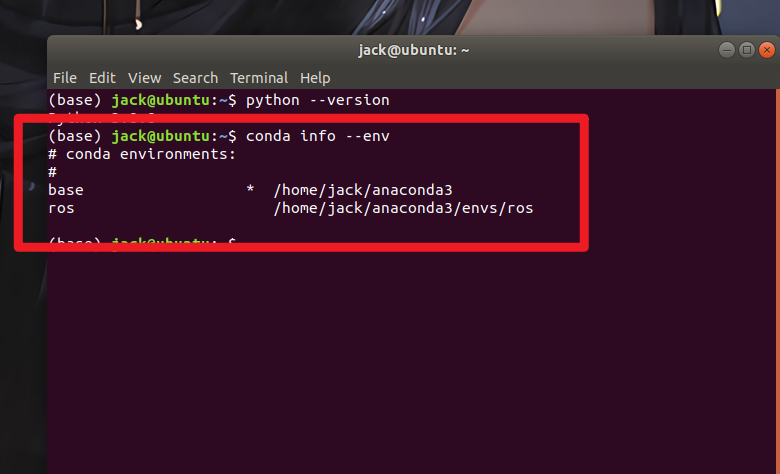 jack@ubuntu: ~
File Edit View Search Terminal Help
(base) jack@ubuntu:~$ python --version
Python
(base) jack@ubuntu:~$ conda info --env
# conda environments:
#
base * /home/jack/anaconda3
ros /home/jack/anaconda3/envs/ros
(base) jack@ubuntu:~$